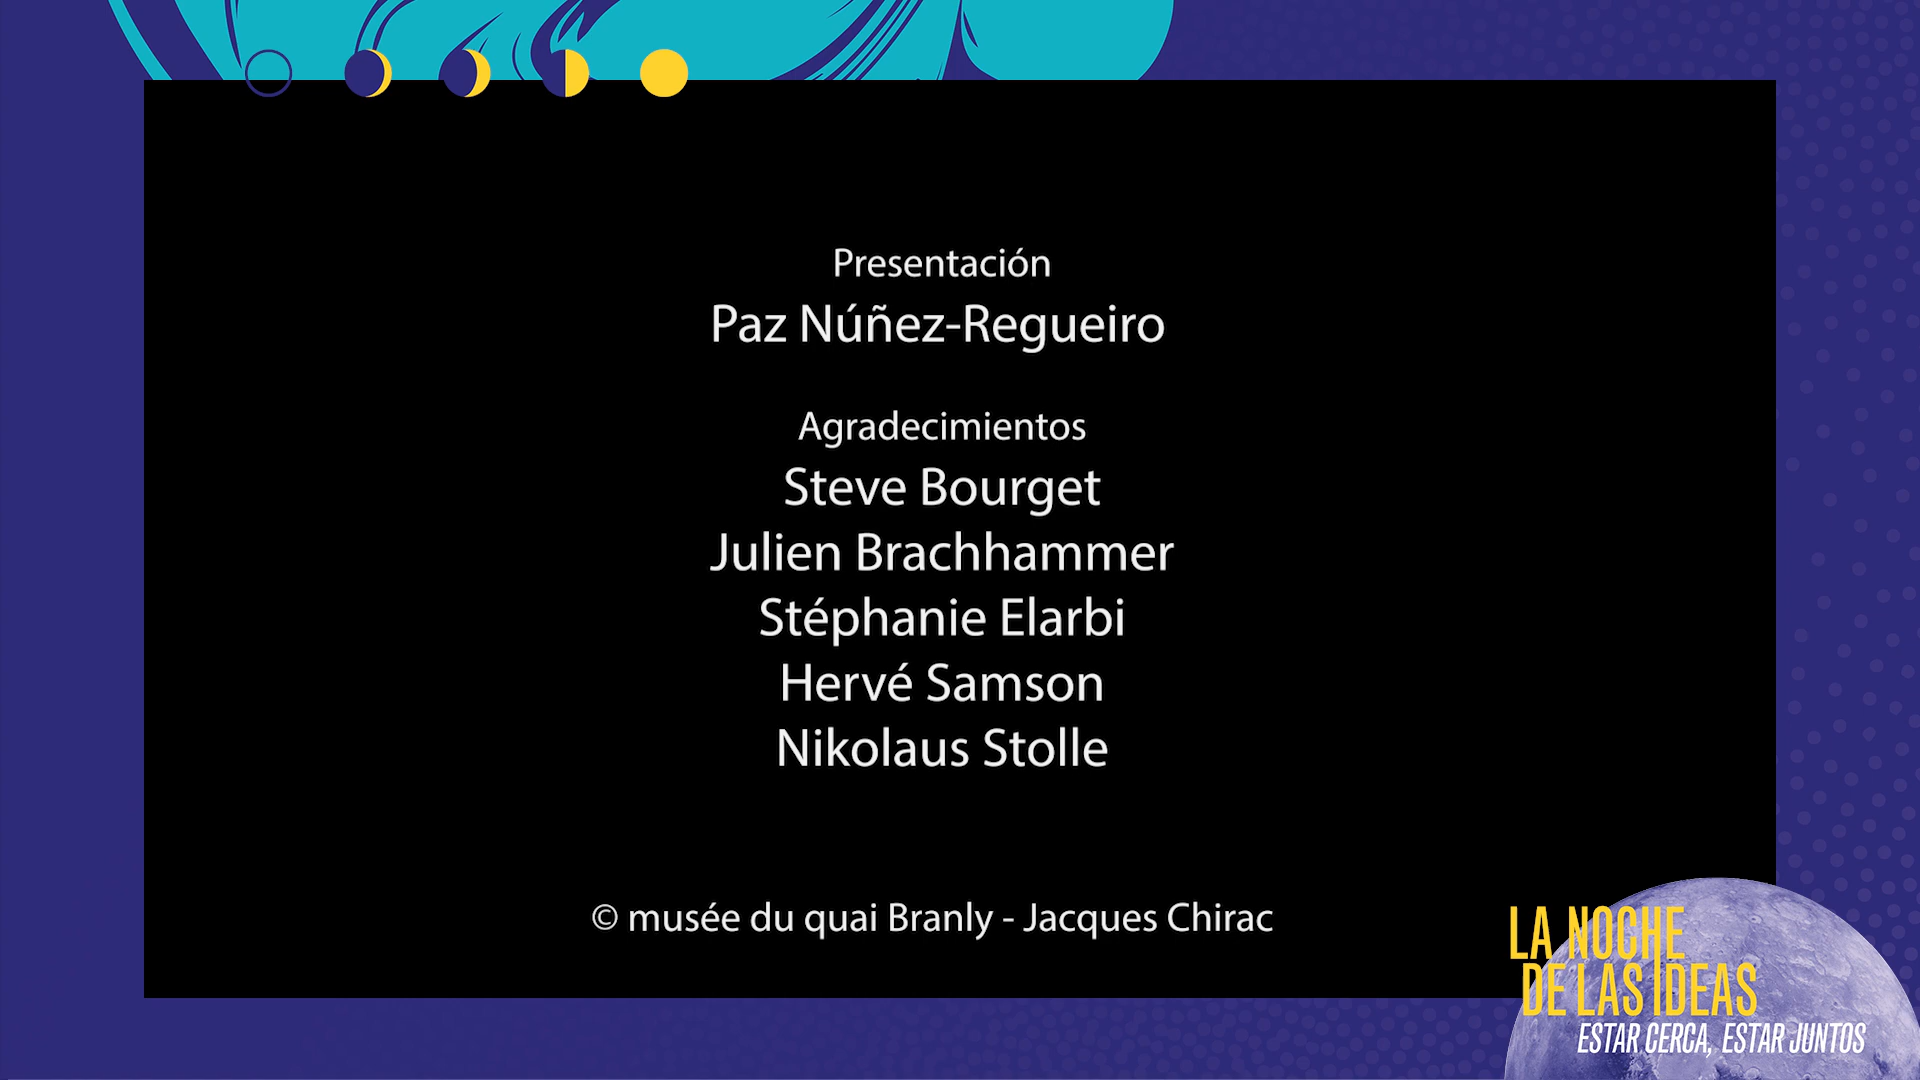 Presentación
Paz Núñez-Regueiro
Agradecimientos
Steve Bourget
Julien Brachhammer
Stéphanie Elarbi
Hervé Samson
Nikolaus Stolle
© musée du quai Branly - Jacques Chirac
LA NOCHE
DE LAS IDEAS
ESTAR CERCA, ESTAR JUNTOS